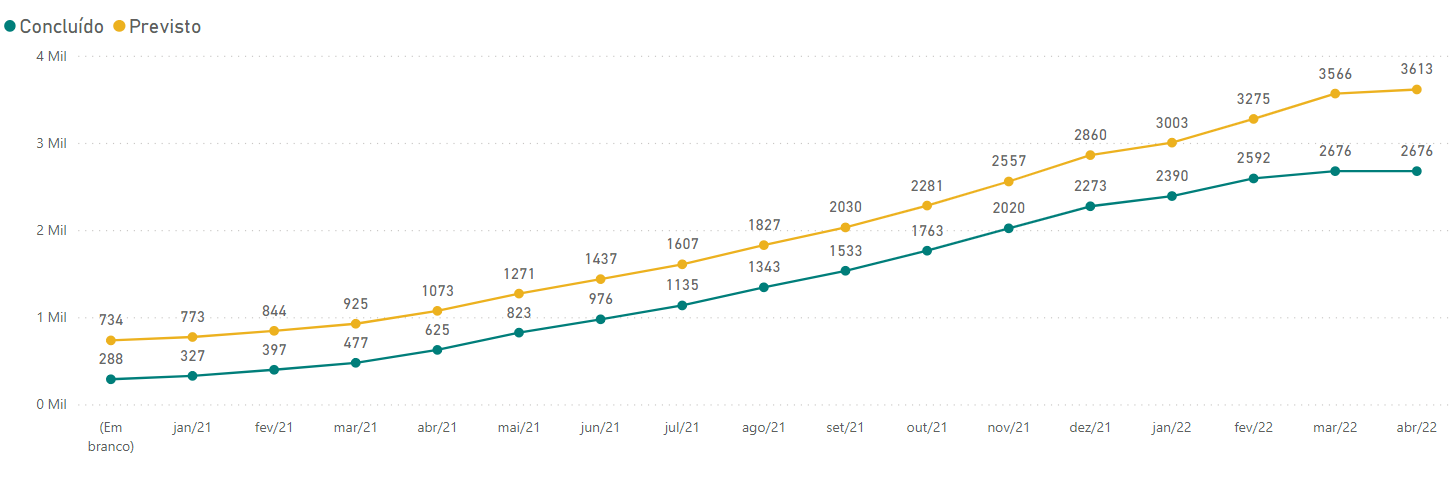 Concluído Previsto
4 Mil
3 Mil
2 Mil
1 Mil
0 Mil
734 773 844 925 1073 1271 1437 1607 1827 2030 2281 2557 2860 3003 3275 3566 3613
288 327 397 477 625 823 976 1135 1343 1533 1763 2020 2273 2390 2592 2676 2676
(Em jan/21 fev/21 mar/21 abr/21 mai/21 jun/21 jul/21 ago/21 set/21 out/21 nov/21 dez/21 jan/22 fev/22 mar/22 abr/22
branco)